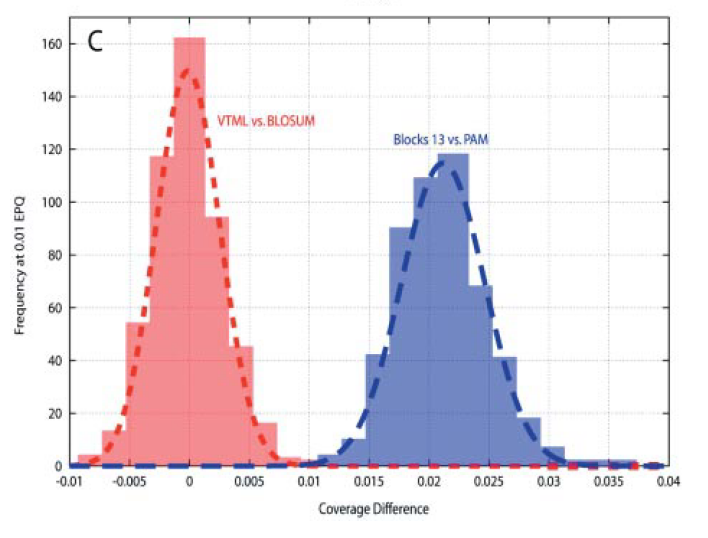 C
160
140
120
100
80
60
40
20
0
Frequency at 0.01 EPQ
VTML vs. BLOSUM
Blocks 13 vs. PAM
-0.01 -0.005 0 0.005 0.01 0.015 0.02 0.025 0.03 0.035 0.04
Coverage Difference